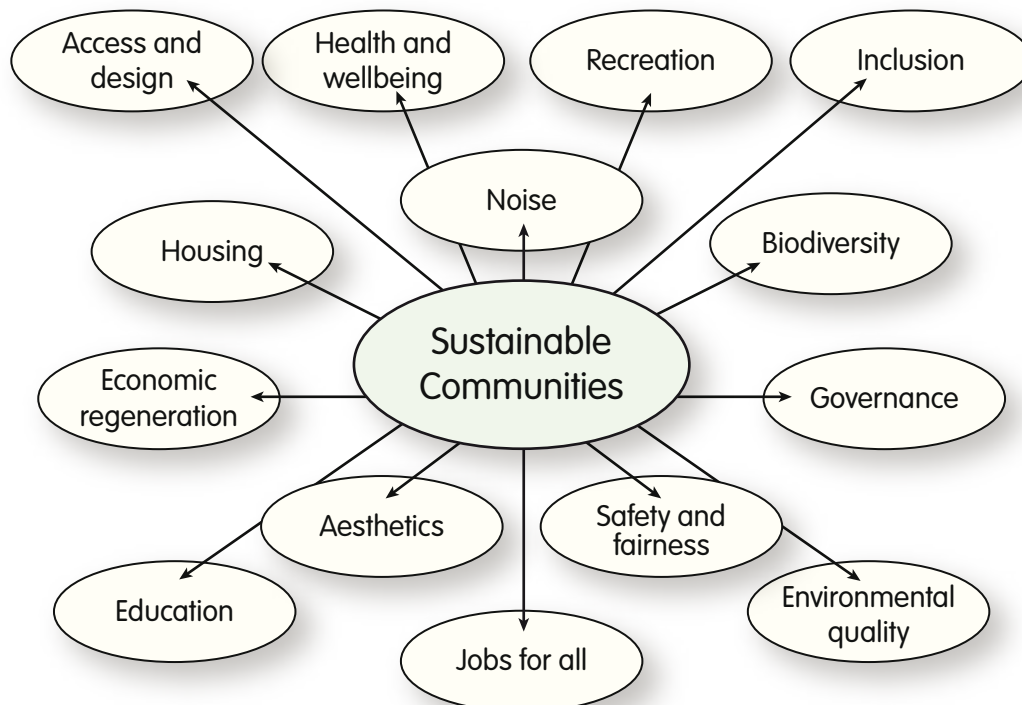 Access and
design
Health and
wellbeing
Recreation
Inclusion
Noise
Housing
Biodiversity
Sustainable
Communities
Economic
regeneration
Governance
Aesthetics
Safety and
fairness
Education
Environmental
quality
Jobs for all